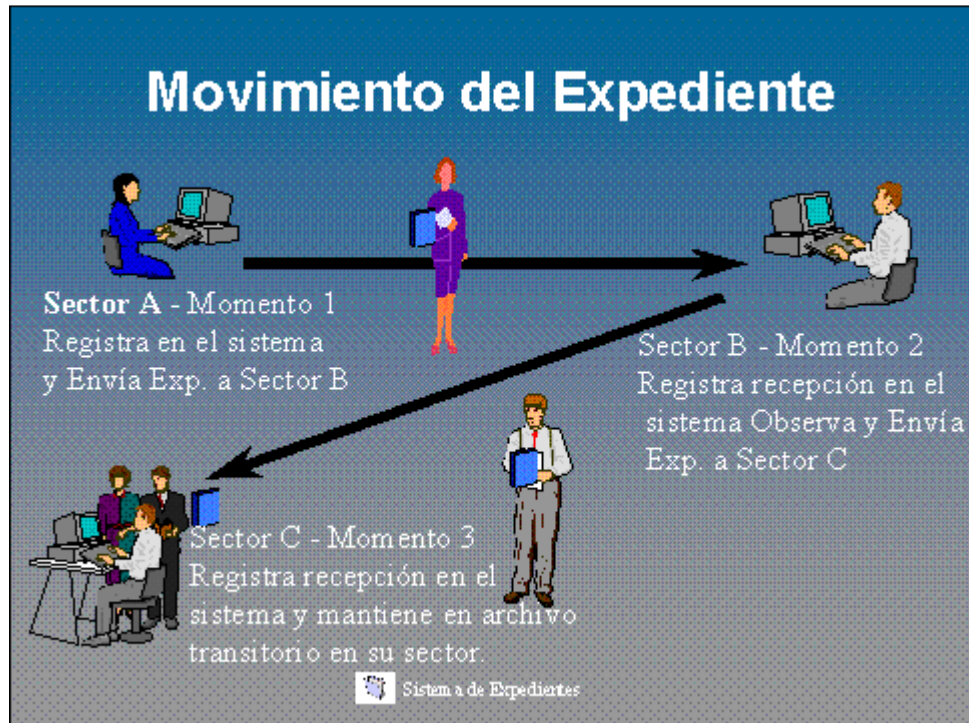 Movimiento del Expediente
Sector A - Momento 1
Registra en el sistema
y Envía Exp. a Sector B
Sector B - Momento 2
Registra recepción en el
sistema Observa y Envía
Exp. a Sector C
Sector C - Momento 3
Registra recepción en el
sistema y mantiene en archivo
transitorio en su sector.
Sistema de Expedientes